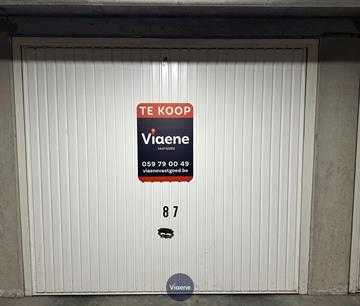 TE KOOP
Viaene
VASTGOED
059 79 00 49
viaenevastgoed.be
87
Viaene